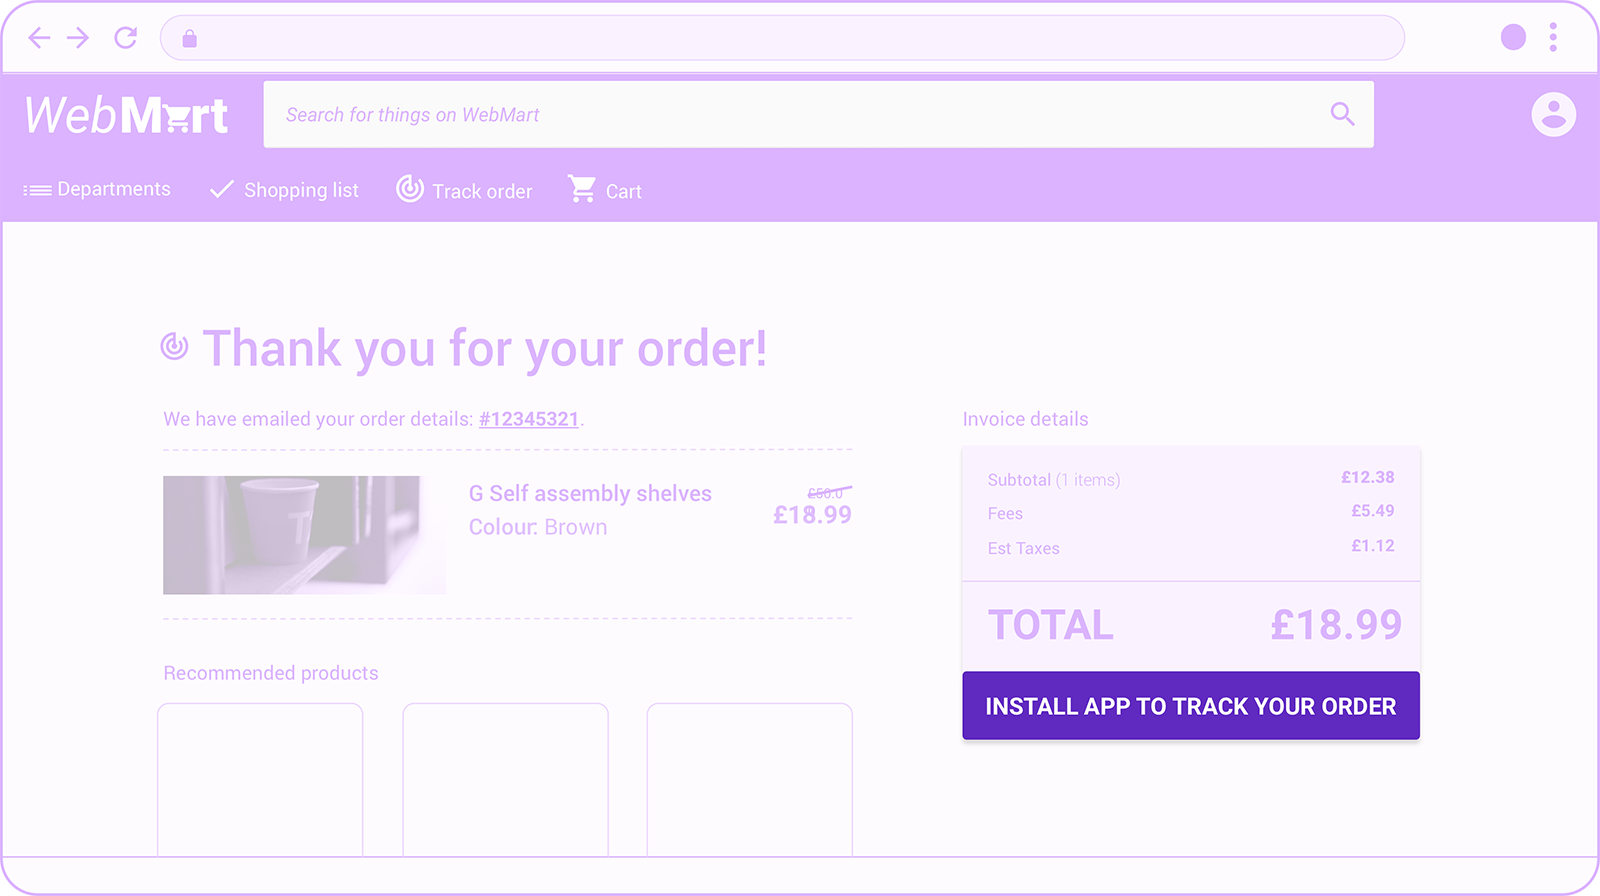 WebMart
Search for things on WebMart
Departments
Shopping list
Track order
Cart
Thank you for your order!
We have emailed your order details: #12345321.
G Self assembly shelves
£50.0
£18.99
Colour: Brown
Invoice details
Subtotal (1 items) £12.38
Fees £5.49
Est Taxes £1.12
TOTAL £18.99
INSTALL APP TO TRACK YOUR ORDER
Recommended products